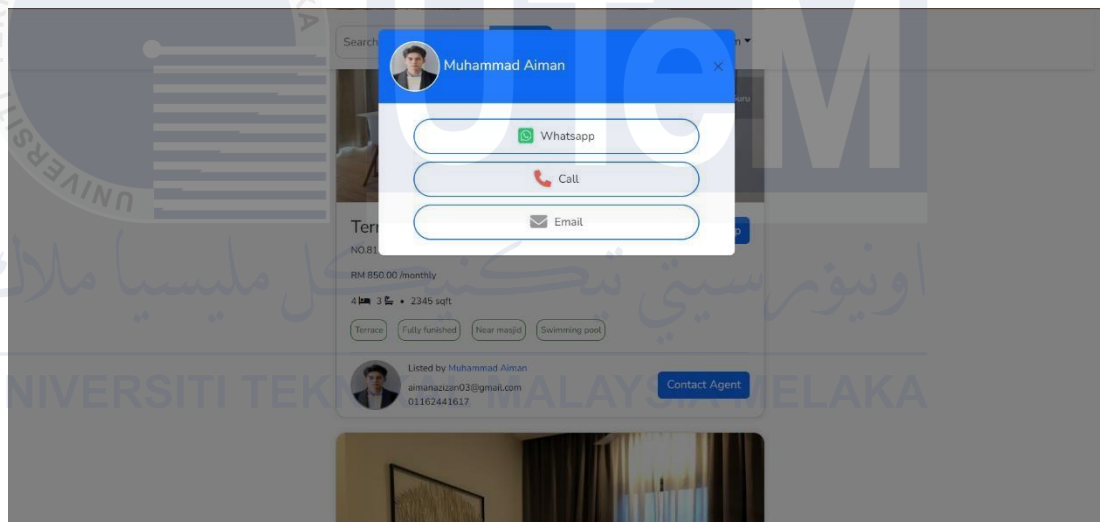 Search
Muhammad Aiman
×
Whatsapp
Call
Email
Terr
NO.81
RM 850.00 /monthly
4 3 • 2345 sqft
Terrace Fully funished Near masjid Swimming pool
Listed by Muhammad Aiman
aimanazizan03@gmail.com
01162441617
Contact Agent
UTeM
اونيۏرسيتي تيكنيكل مليسيا ملاك
UNIVERSITI TEKNIKAL MALAYSIA MELAKA